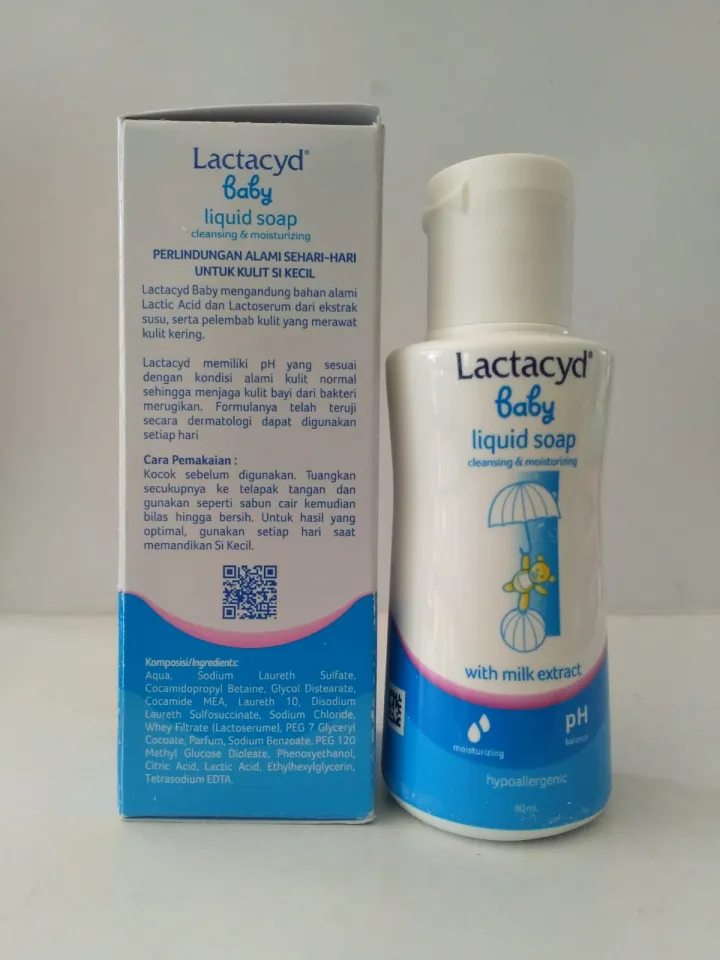 Lactacyd®
baby
liquid soap
cleansing & moisturizing
PERLINDUNGAN ALAMI SEHARI-HARI
UNTUK KULIT SI KECIL
Lactacyd Baby mengandung bahan alami
Lactic Acid dan Lactoserum dari ekstrak
susu, serta pelembab kulit yang merawat
kulit kering.
Lactacyd memiliki pH yang sesuai
dengan kondisi alami kulit normal
sehingga menjaga kulit bayi dari bakteri
merugikan. Formulanya telah teruji
secara dermatologi dapat digunakan
setiap hari
Cara Pemakaian :
Kocok sebelum digunakan. Tuangkan
secukupnya ke telapak tangan dan
gunakan seperti sabun cair kemudian
bilas hingga bersih. Untuk hasil yang
optimal, gunakan setiap hari saat
memandikan Si Kecil.
Komposisi/Ingredients:
Aqua, Sodium Laureth Sulfate,
Cocamidopropyl Betaine, Glycol Distearate,
Cocamide MEA, Laureth 10, Disodium
Laureth Sulfosuccinate, Sodium Chloride,
Whey Filtrate (Lactoserume), PEG 7 Glyceryl
Cocoate, Parfum, Sodium Benzoate, PEG 120
Methyl Glucose Dioleate, Phenoxyethanol,
Citric Acid, Lactic Acid, Ethylhexylglycerin,
Tetrasodium EDTA.
Lactacyd®
baby
liquid soap
cleansing & moisturizing
with milk extract
moisturizing
pH
balance
hypoallergenic
60 mL